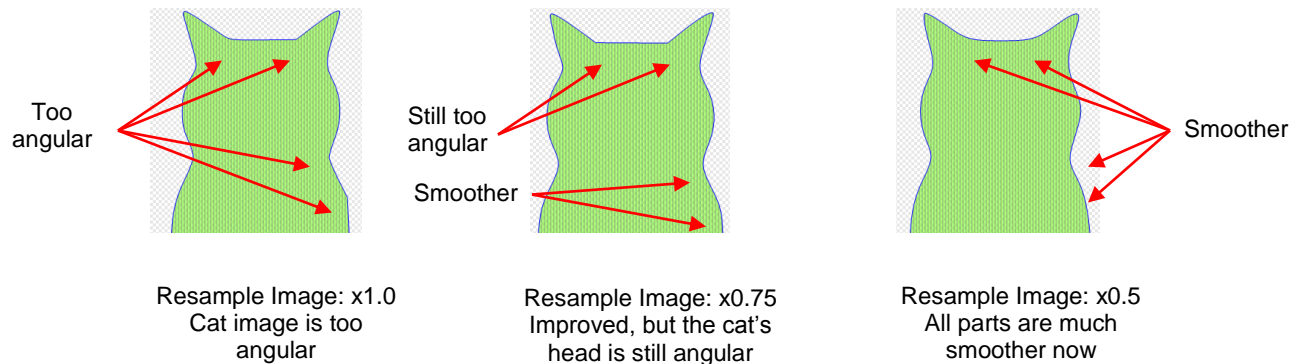 Too
angular
Still too
angular
Smoother
Smoother
Resample Image: x1.0
Cat image is too
angular
Resample Image: x0.75
Improved, but the cat's
head is still angular
Resample Image: x0.5
All parts are much
smoother now